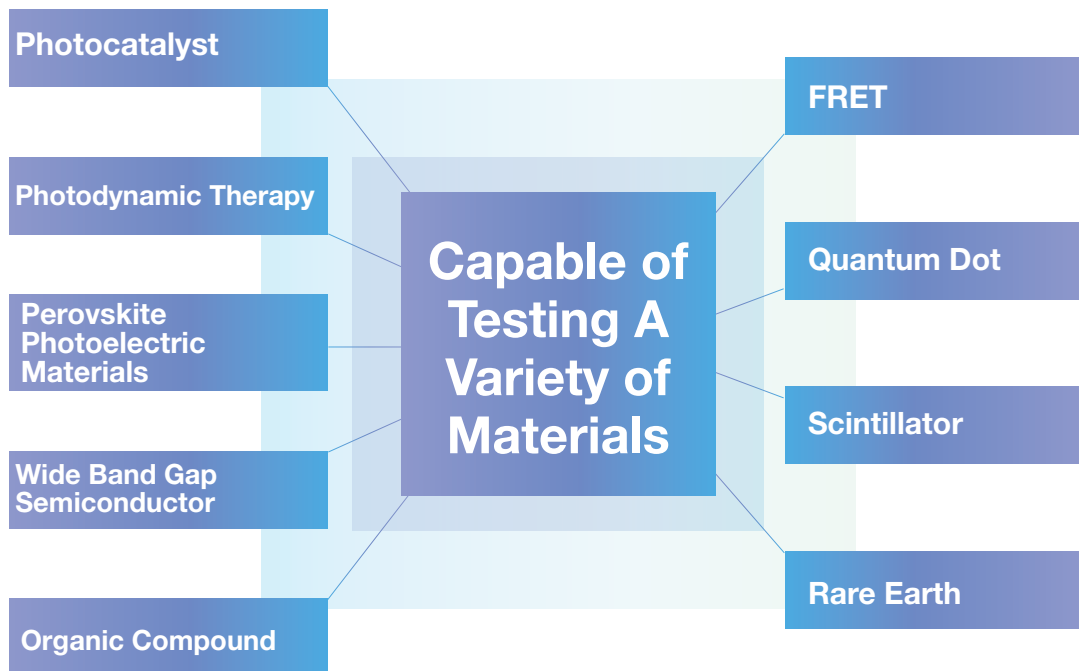 Photocatalyst
Photodynamic Therapy
Perovskite
Photoelectric
Materials
Wide Band Gap
Semiconductor
Organic Compound
Capable of
Testing A
Variety of
Materials
FRET
Quantum Dot
Scintillator
Rare Earth